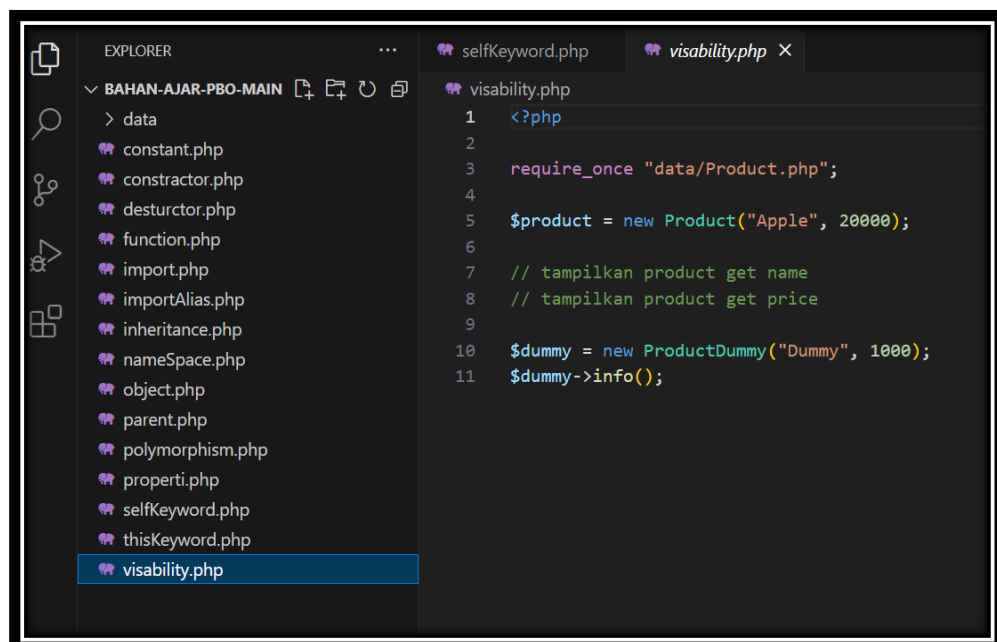 EXPLORER
BAHAN-AJAR-PBO-MAIN
data
constant.php
constractor.php
desturctor.php
function.php
import.php
importAlias.php
inheritance.php
nameSpace.php
object.php
parent.php
polymorphism.php
properti.php
selfKeyword.php
thisKeyword.php
visability.php
selfKeyword.php visability.php
visability.php
1 <?php
2
3 require_once "data/Product.php";
4
5 $product = new Product("Apple", 20000);
6
7 // tampilkan product get name
8 // tampilkan product get price
9
10 $dummy = new ProductDummy("Dummy", 1000);
11 $dummy->info();